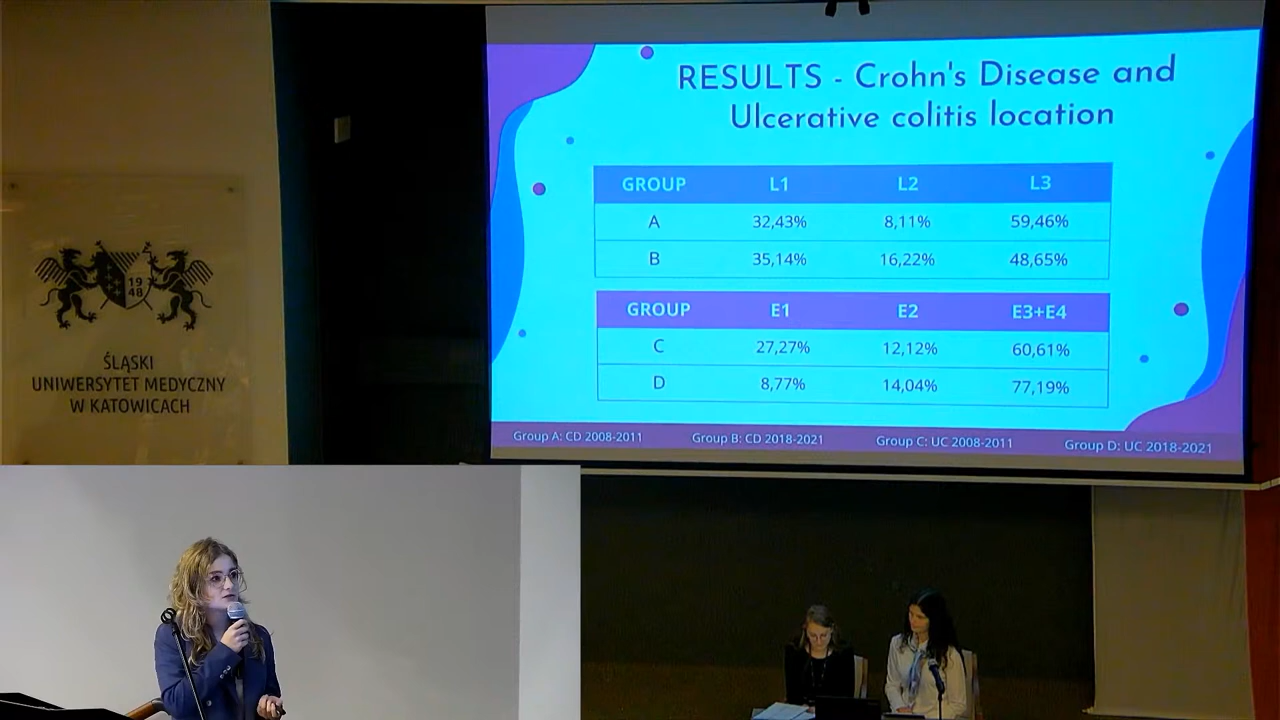 RESULTS - Crohn's Disease and
Ulcerative colitis location
GROUP L1 L2 L3
A 32,43% 8,11% 59,46%
B 35,14% 16,22% 48,65%
GROUP E1 E2 E3+E4
C 27,27% 12,12% 60,61%
D 8,77% 14,04% 77,19%
Group A: CD 2008-2011 Group B: CD 2018-2021 Group C: UC 2008-2011 Group D: UC 2018-2021
19
48
ŚLĄSKI
UNIWERSYTET MEDYCZNY
W KATOWICACH